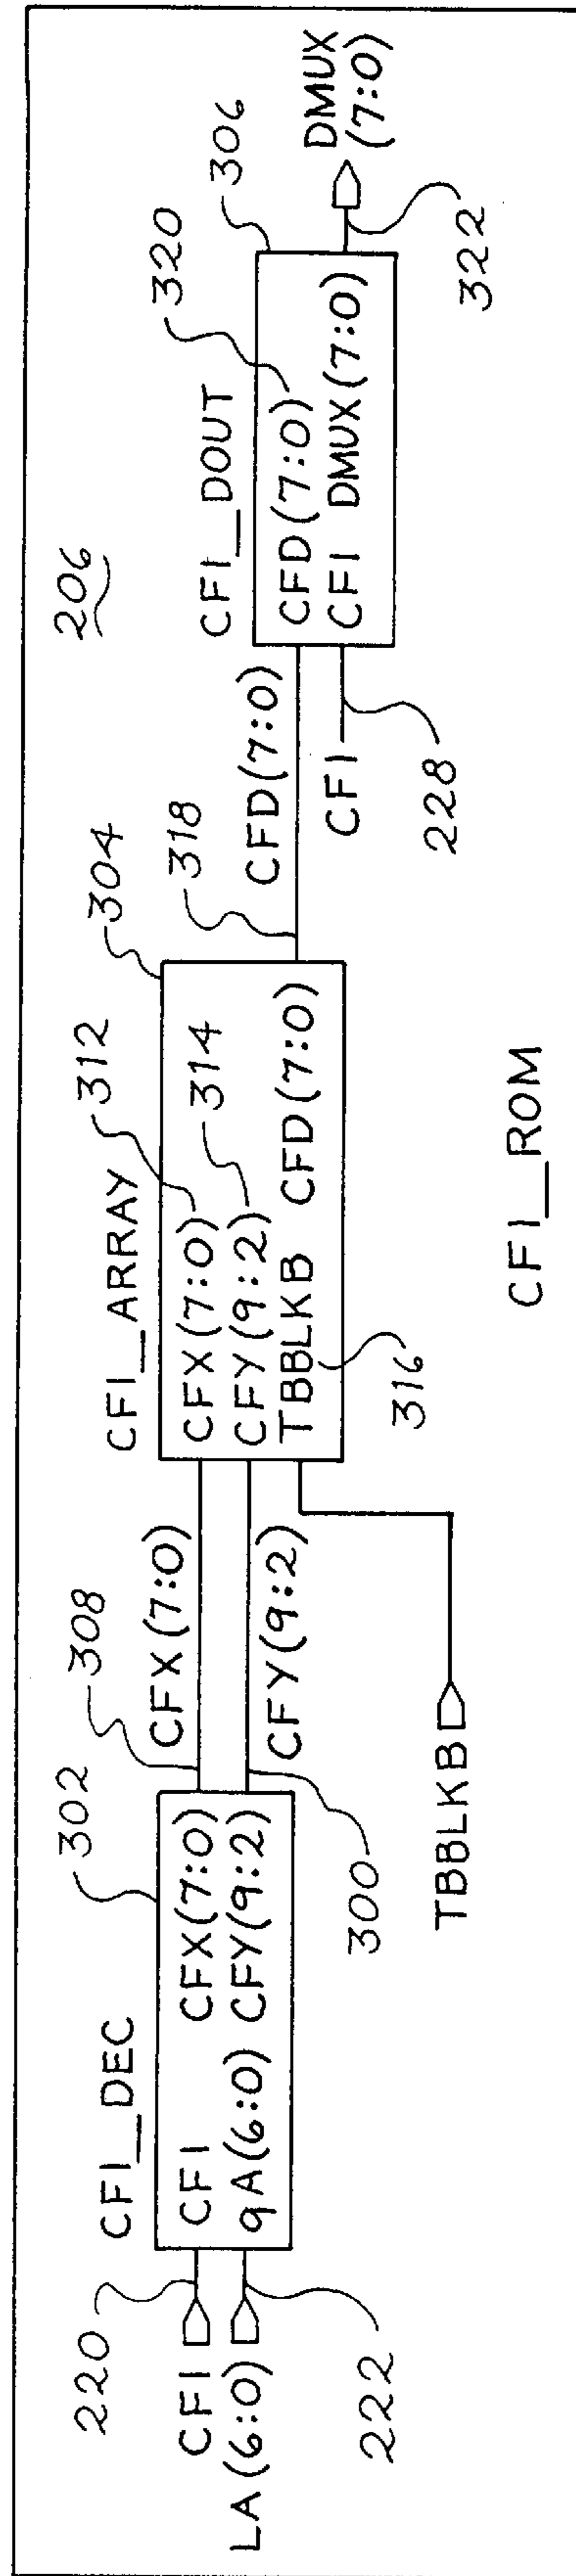 206
CFI_DEC
302
220
CFI
LA(6:0)
222
CFI CFX(7:0)
qA(6:0) CFY(9:2)
308
CFX(7:0)
300
CFY(9:2)
TBBLKB
CFI_ARRAY
304
312
CFX(7:0)
CFY(9:2)
314
TBBLKB CFD(7:0)
316
318
CFD(7:0)
CFI
228
CFI_DOUT
306
320
CFD(7:0)
CFI DMUX(7:0)
322
DMUX
(7:0)
CFI_ROM